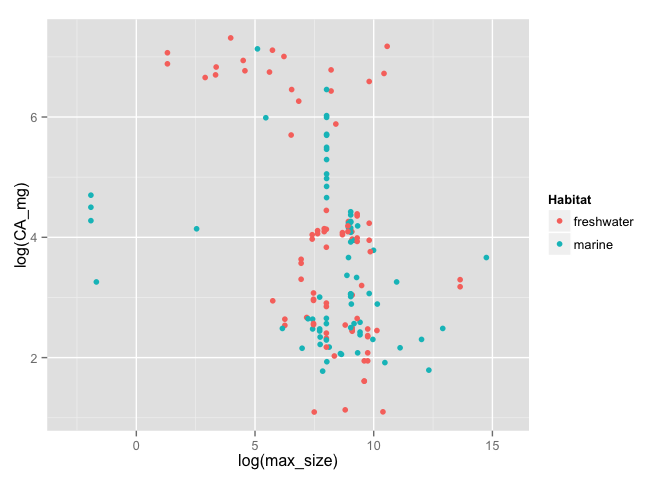 6
4
2
0
5
10
15
log(max_size)
log(CA_mg)
Habitat
freshwater
marine